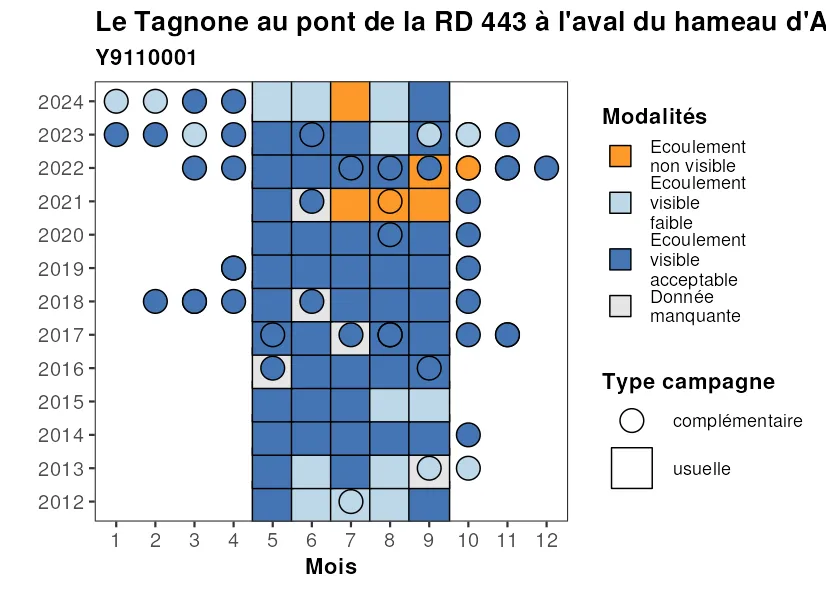 Le Tagnone au pont de la RD 443 à l'aval du hameau d'A
Y9110001
2024
2023
2022
2021
2020
2019
2018
2017
2016
2015
2014
2013
2012
1 2 3 4 5 6 7 8 9 10 11 12
Mois
Modalités
Ecoulement
non visible
Ecoulement
visible
faible
Ecoulement
visible
acceptable
Donnée
manquante
Type campagne
complémentaire
usuelle